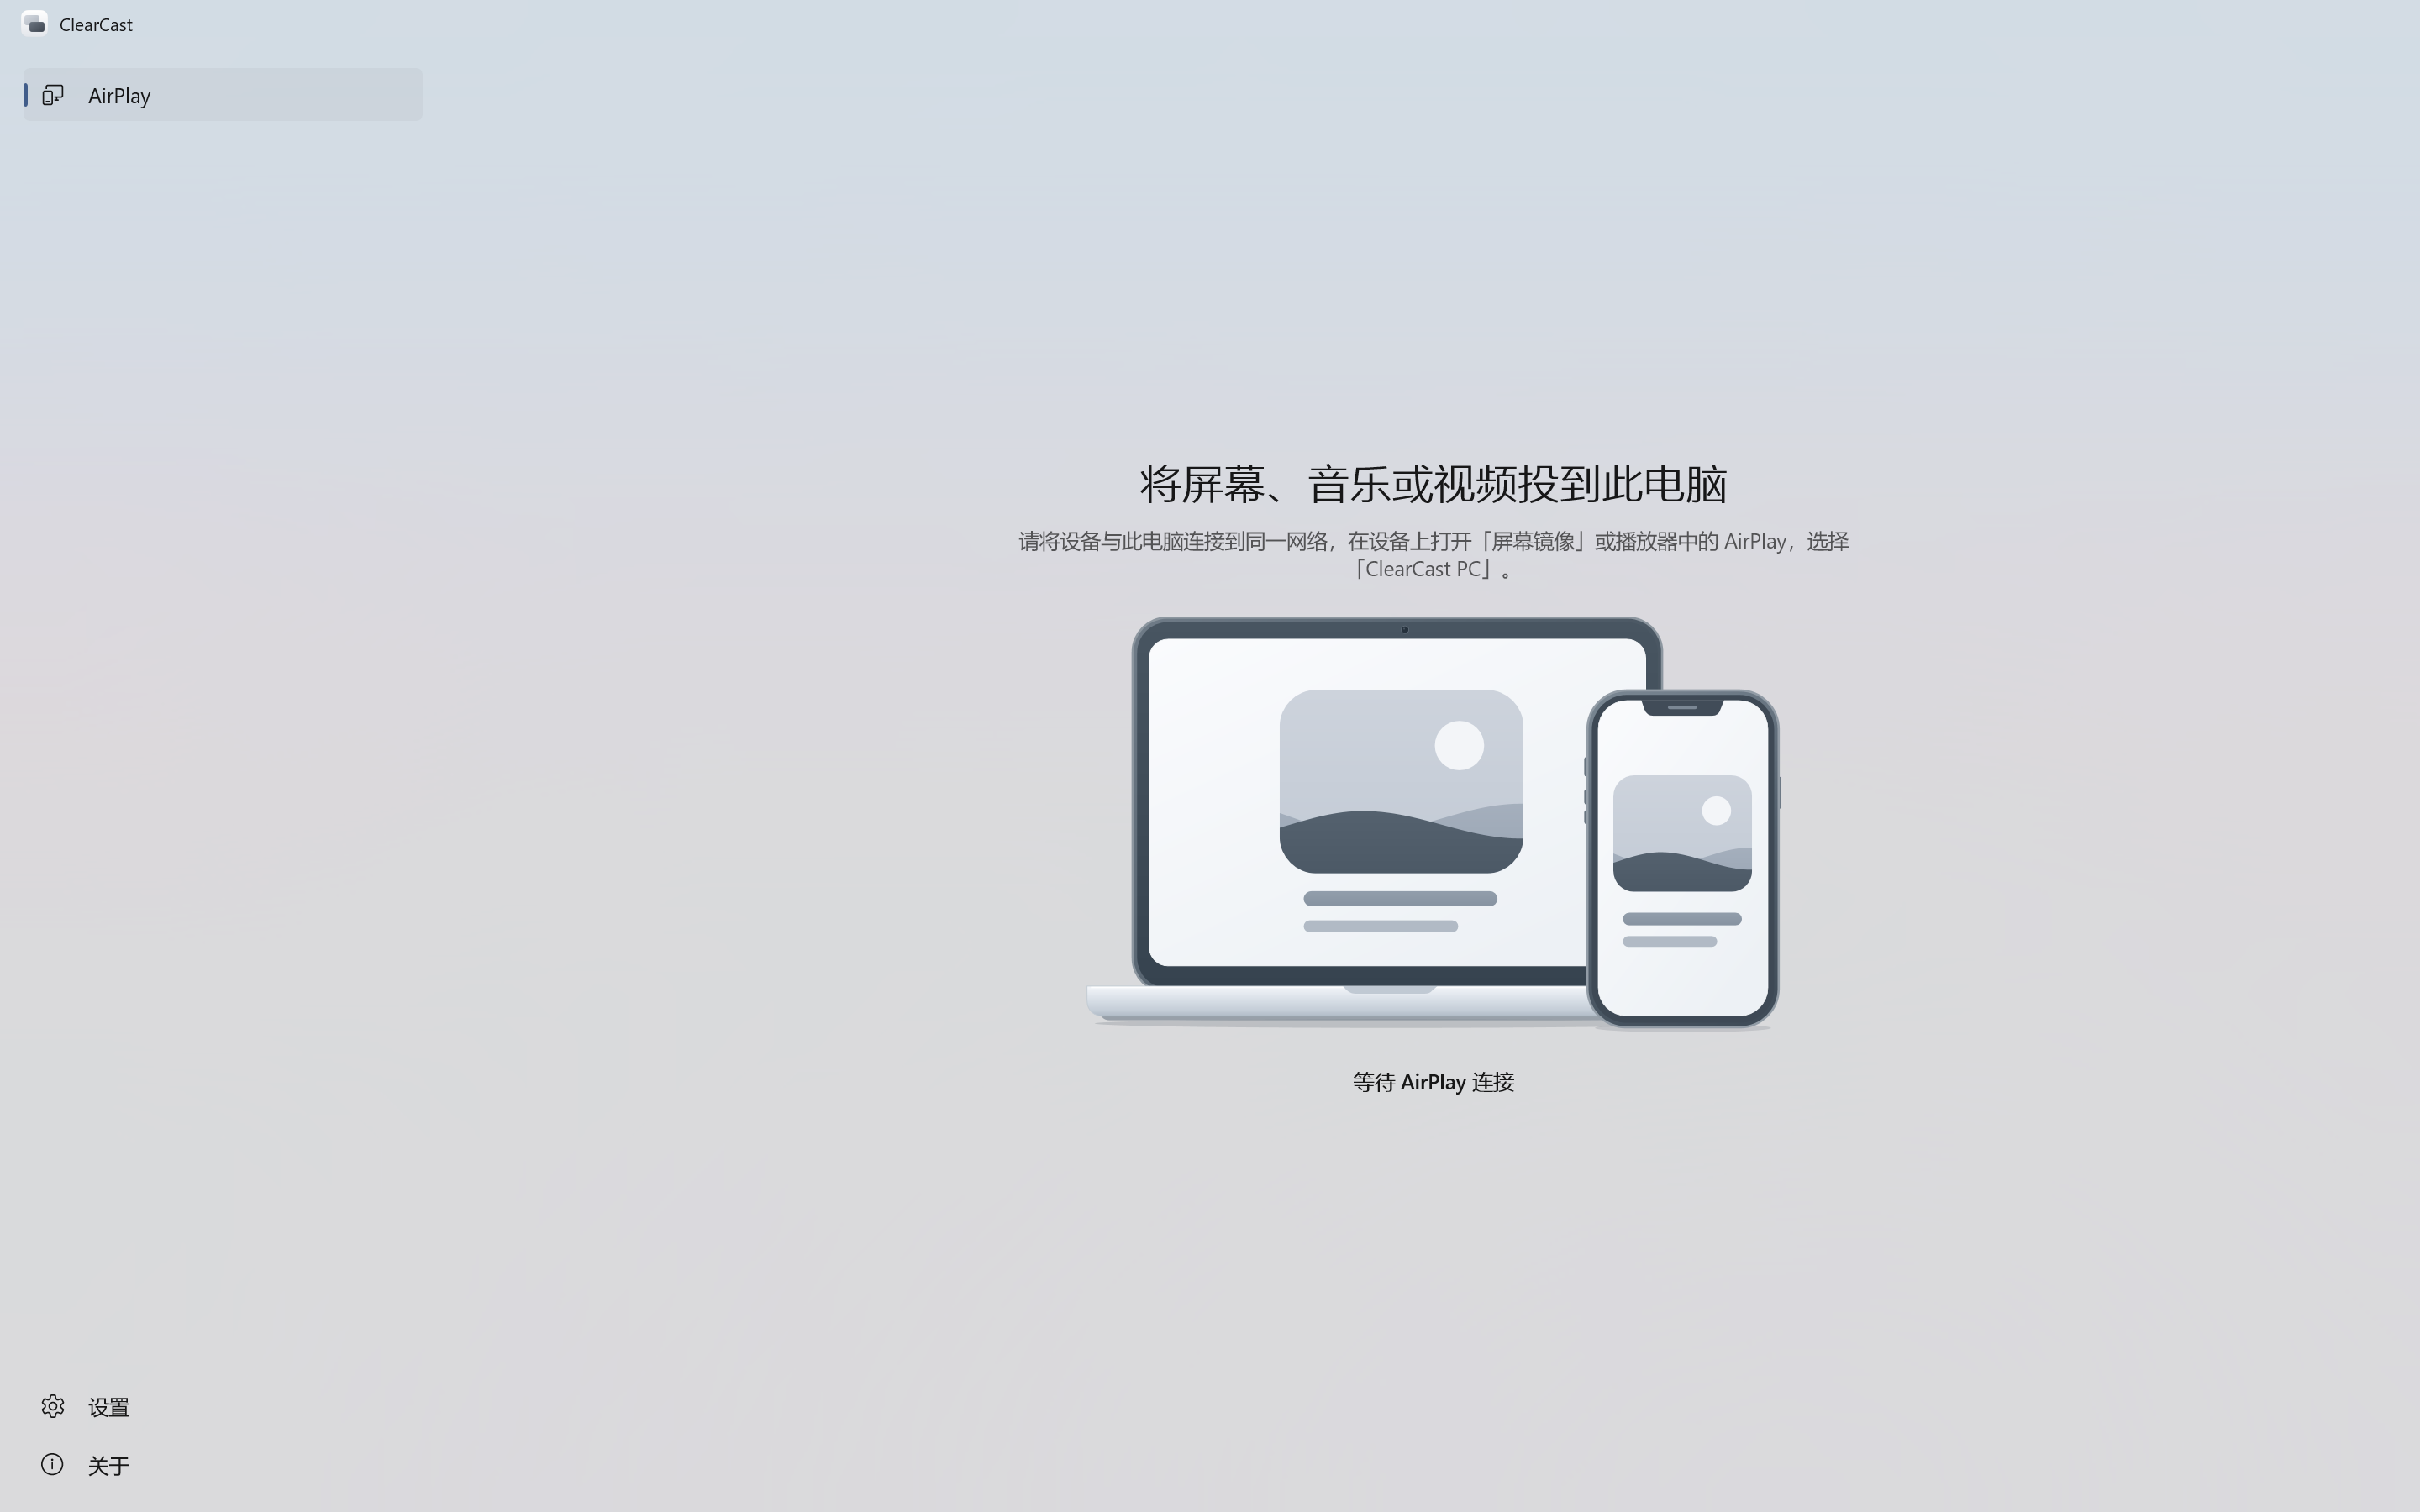 ClearCast
AirPlay
将屏幕、音乐或视频投到此电脑
请将设备与此电脑连接到同一网络，在设备上打开「屏幕镜像」或播放器中的 AirPlay，选择
「ClearCast PC」。
等待 AirPlay 连接
设置
关于